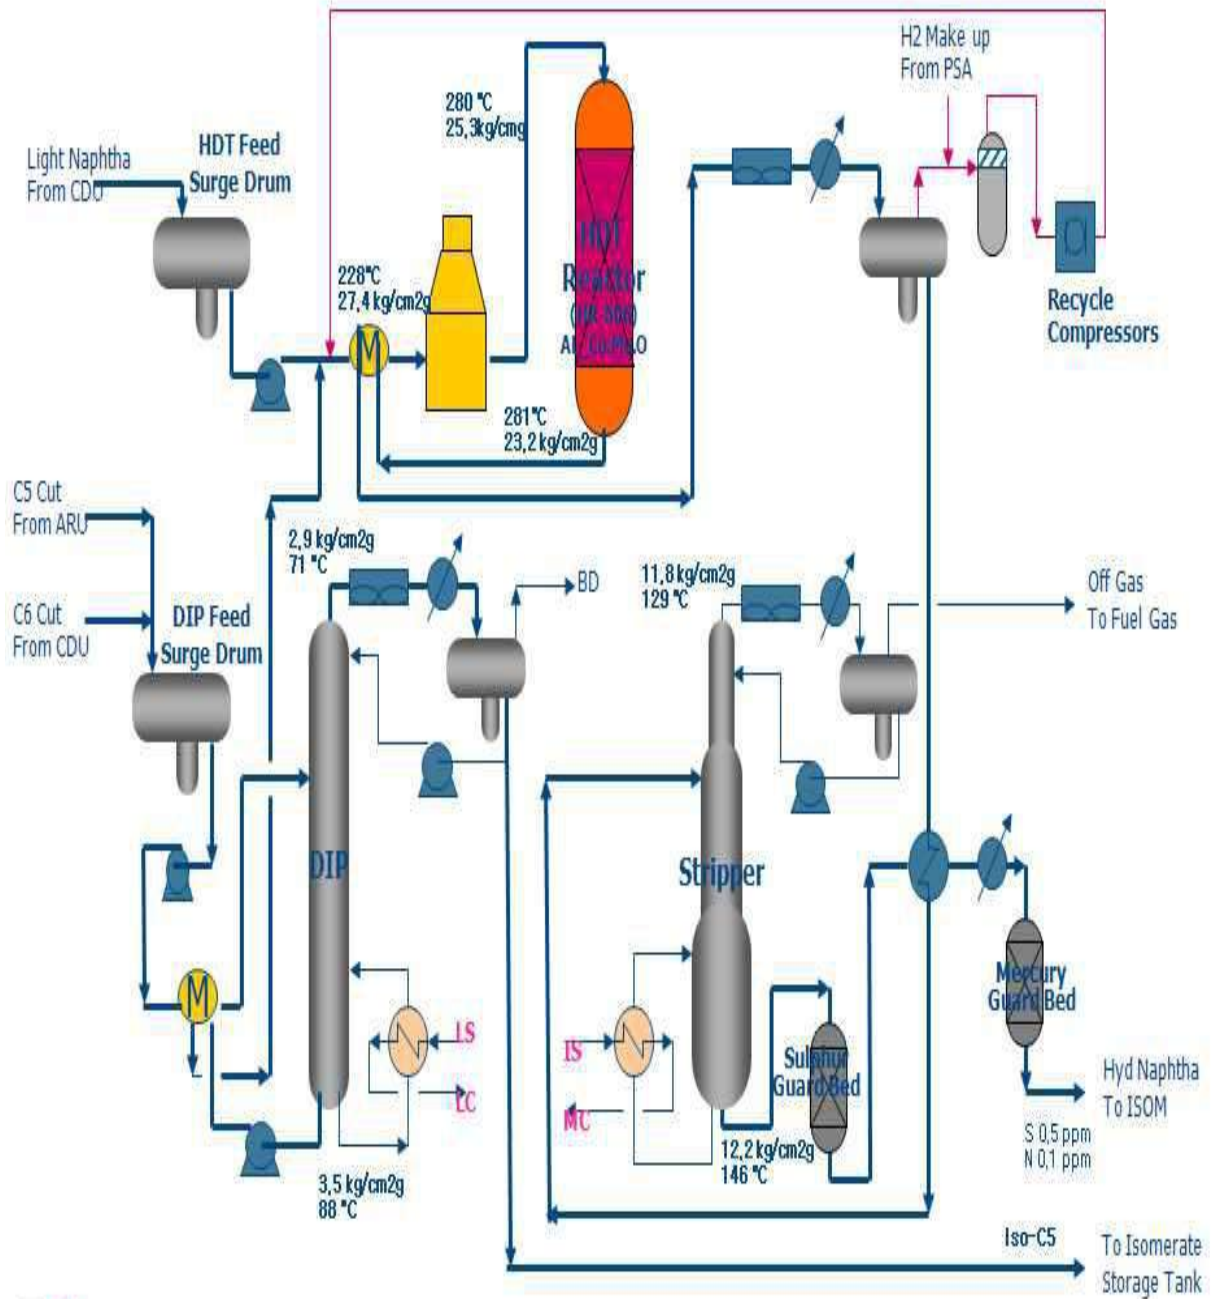 H2 Make up
From PSA
280 °C
25,3kg/cmg
HDT Feed
Surge Drum
Light Naphtha
From CDU
HDT
Reactor
228°C
27,4 kg/cm2g
Recycle
Compressors
M
281°C
23,2 kg/cm2g
C5 Cut
From ARU
2,9 kg/cm2g
71 °C
BD
11,8 kg/cm2g
129 °C
Off Gas
To Fuel Gas
C6 Cut
From CDU
DIP Feed
Surge Drum
DIP
Stripper
M
Mercury
Guard Bed
LS
LC
IS
MC
Sulphur
Guard Bed
Hyd Naphtha
To ISOM
S 0,5 ppm
N 0,1 ppm
12,2 kg/cm2g
146 °C
3,5 kg/cm2g
88 °C
Iso-C5
To Isomerate
Storage Tank